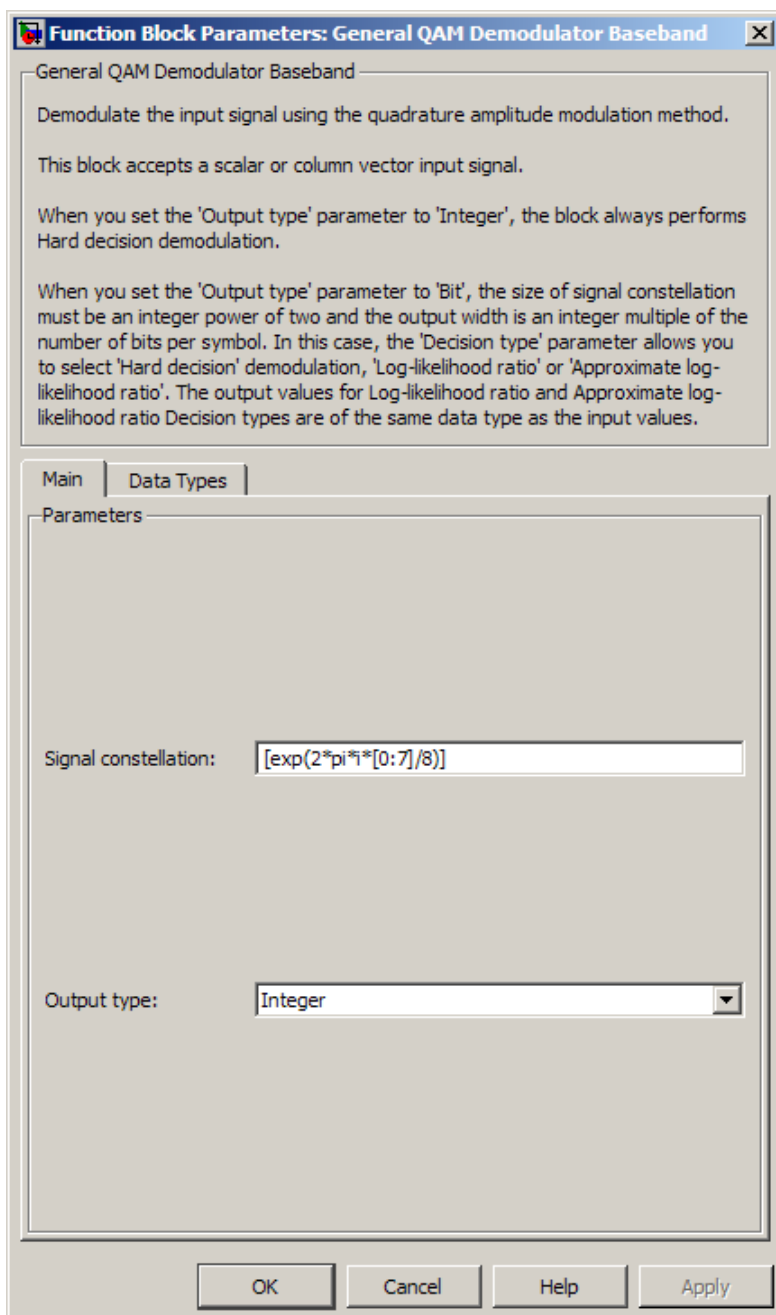 Function Block Parameters: General QAM Demodulator Baseband
General QAM Demodulator Baseband
Demodulate the input signal using the quadrature amplitude modulation method.
This block accepts a scalar or column vector input signal.
When you set the 'Output type' parameter to 'Integer', the block always performs
Hard decision demodulation.
When you set the 'Output type' parameter to 'Bit', the size of signal constellation
must be an integer power of two and the output width is an integer multiple of the
number of bits per symbol. In this case, the 'Decision type' parameter allows you
to select 'Hard decision' demodulation, 'Log-likelihood ratio' or 'Approximate log-
likelihood ratio'. The output values for Log-likelihood ratio and Approximate log-
likelihood ratio Decision types are of the same data type as the input values.
Main Data Types
Parameters
Signal constellation: [exp(2*pi*i*[0:7]/8)]
Output type: Integer
OK Cancel Help Apply